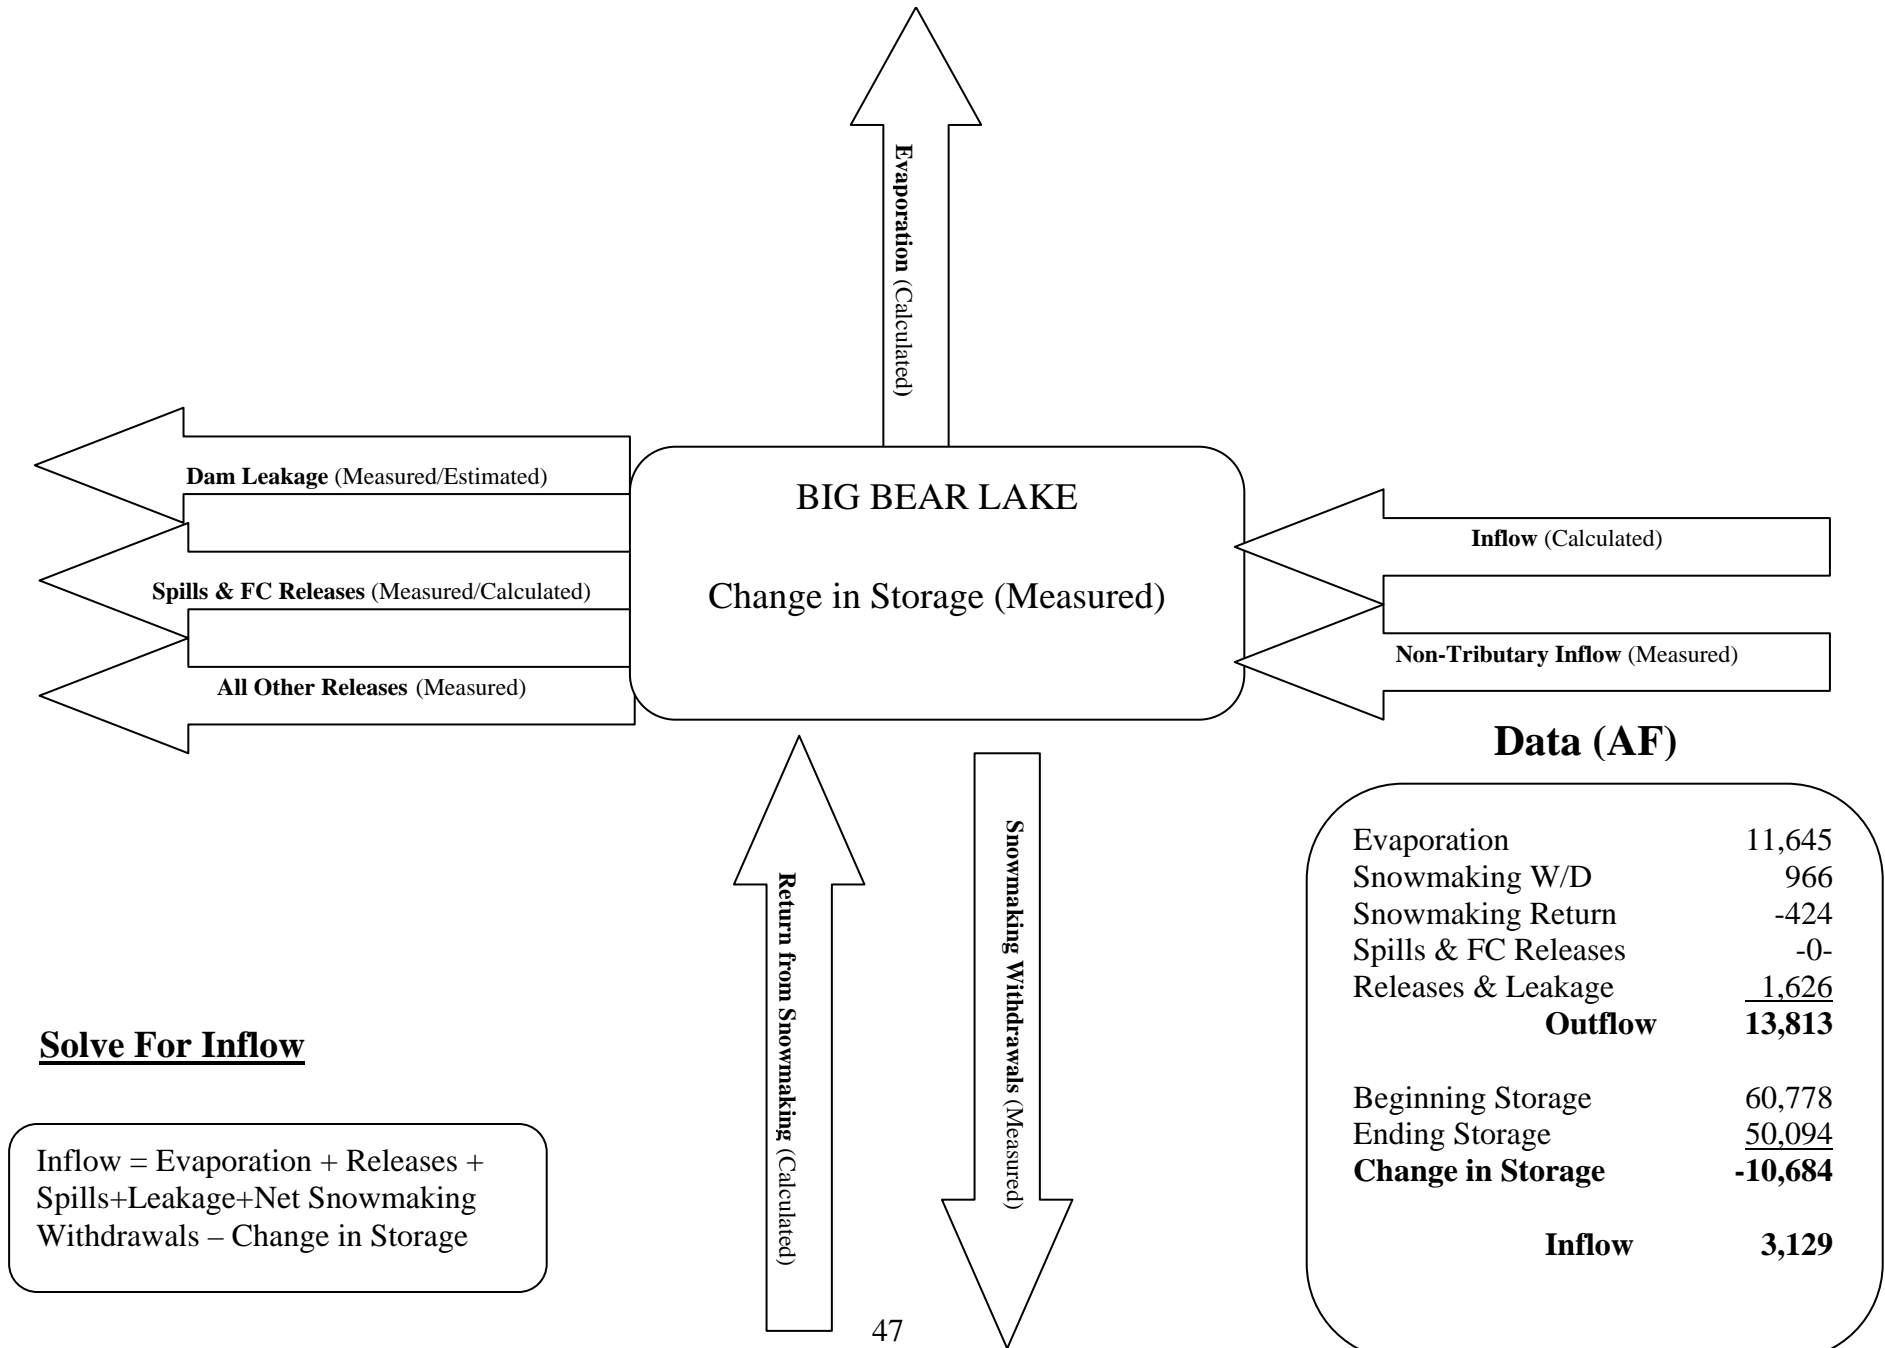 Evaporation (Calculated)
Dam Leakage (Measured/Estimated)
Spills & FC Releases (Measured/Calculated)
All Other Releases (Measured)
BIG BEAR LAKE
Change in Storage (Measured)
Inflow (Calculated)
Non-Tributary Inflow (Measured)
Return from Snowmaking (Calculated)
Snowmaking Withdrawals (Measured)
Data (AF)
Evaporation 11,645
Snowmaking W/D 966
Snowmaking Return -424
Spills & FC Releases -0-
Releases & Leakage 1,626
Outflow 13,813
Beginning Storage 60,778
Ending Storage 50,094
Change in Storage -10,684
Inflow 3,129
Solve For Inflow
Inflow = Evaporation + Releases +
Spills+Leakage+Net Snowmaking
Withdrawals – Change in Storage
47